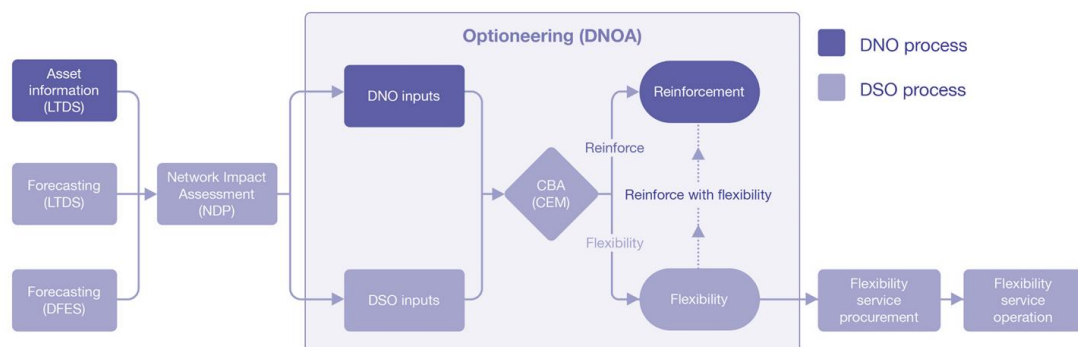 Optioneering (DNOA)
DNO process
DSO process
Asset
information
(LTDS)
DNO inputs
Reinforcement
Reinforce
Forecasting
(LTDS)
Network Impact
Assessment
(NDP)
CBA
(CEM)
Reinforce with flexibility
Flexibility
Forecasting
(DFES)
DSO inputs
Flexibility
Flexibility
service
procurement
Flexibility
service
operation